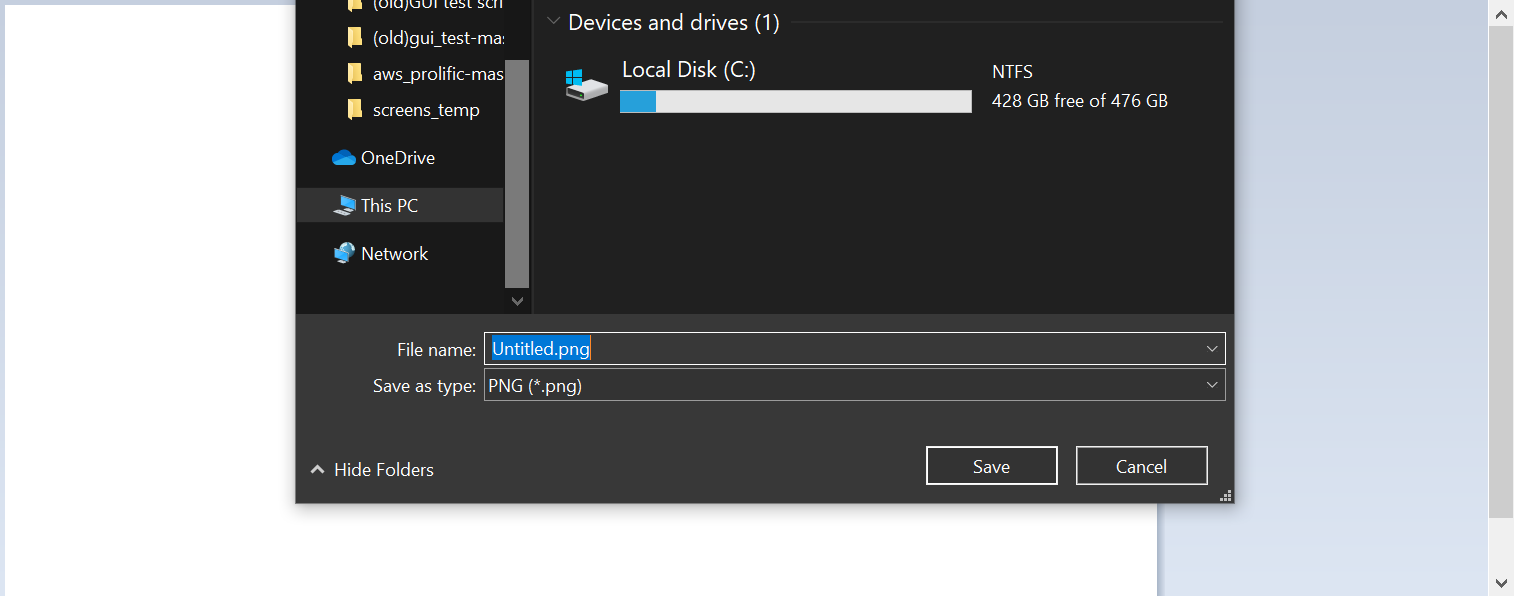 (old)GUI test scri
(old)gui_test-mas
aws_prolific-mas
screens_temp
OneDrive
This PC
Network
Devices and drives (1)
Local Disk (C:)
NTFS
428 GB free of 476 GB
File name: Untitled.png
Save as type: PNG (*.png)
Hide Folders
Save
Cancel